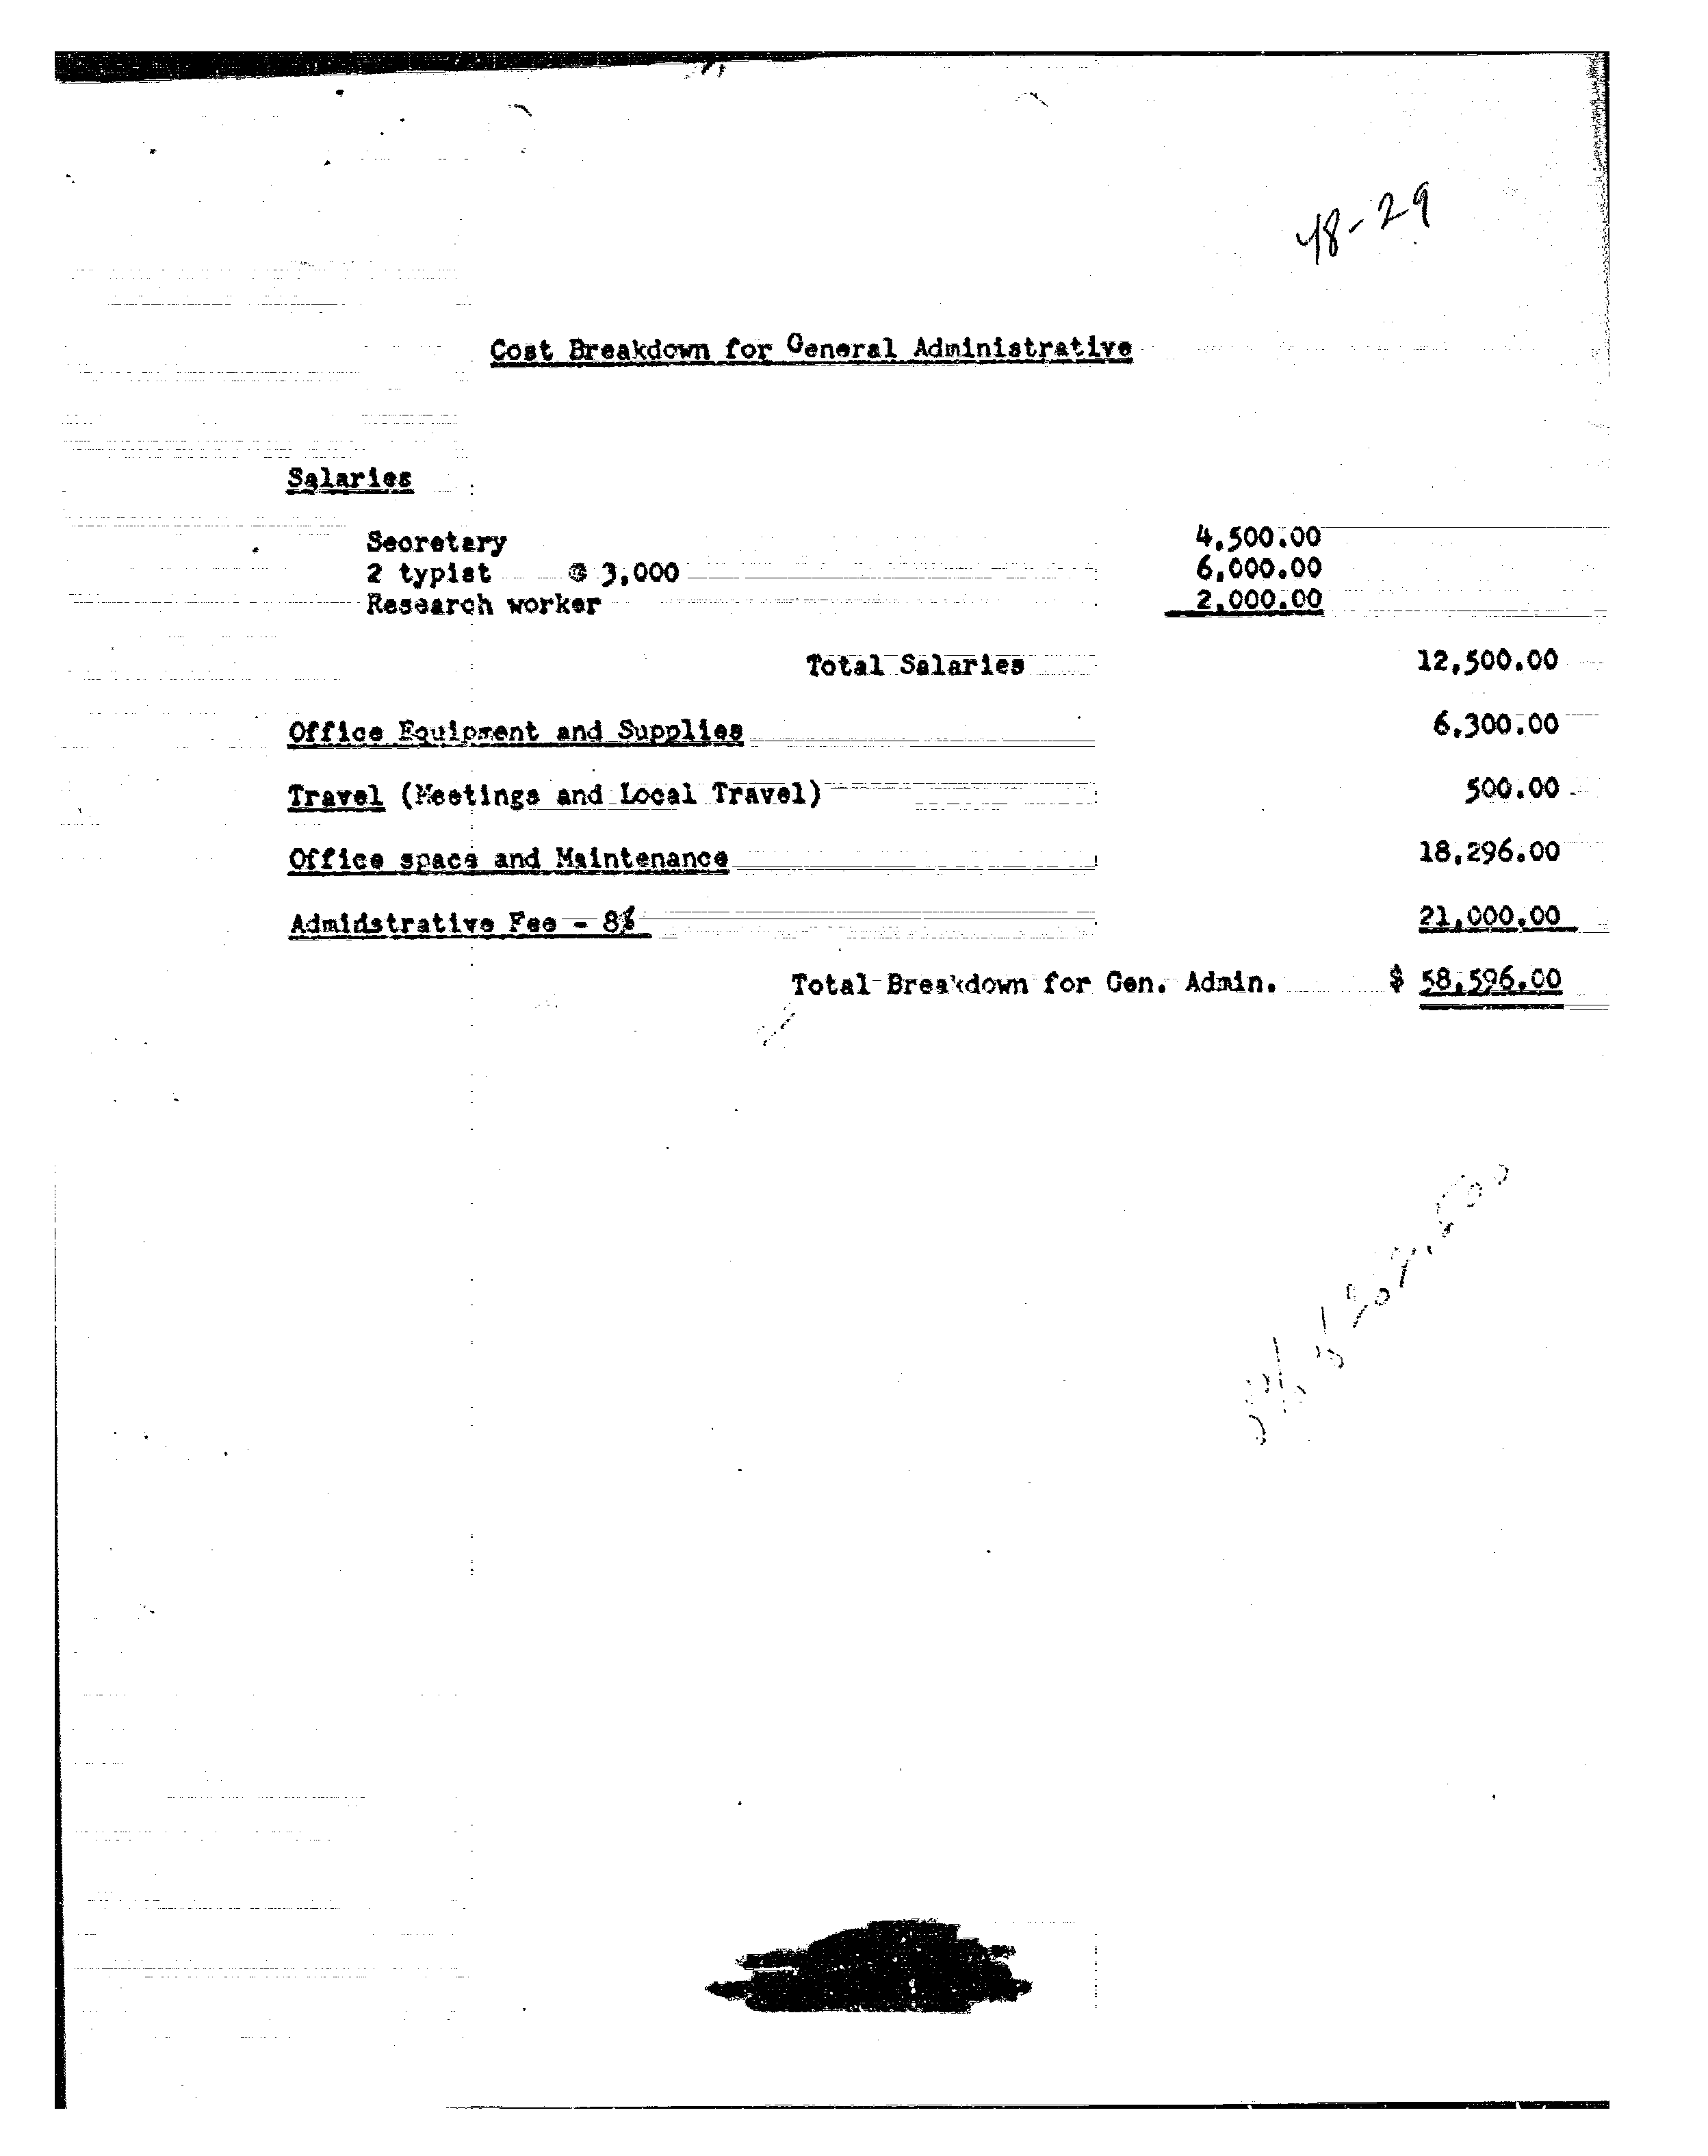 48-29
Cost Breakdown for General Administrative
Salaries
Secretary 4,500.00
2 typist @ 3,000 6,000.00
Research worker 2,000.00
Total Salaries 12,500.00
Office Equipment and Supplies 6,300.00
Travel (Meetings and Local Travel) 500.00
Office space and Maintenance 18,296.00
Admidstrative Fee - 8% 21,000.00
Total Breakdown for Gen. Admin. $ 58,596.00